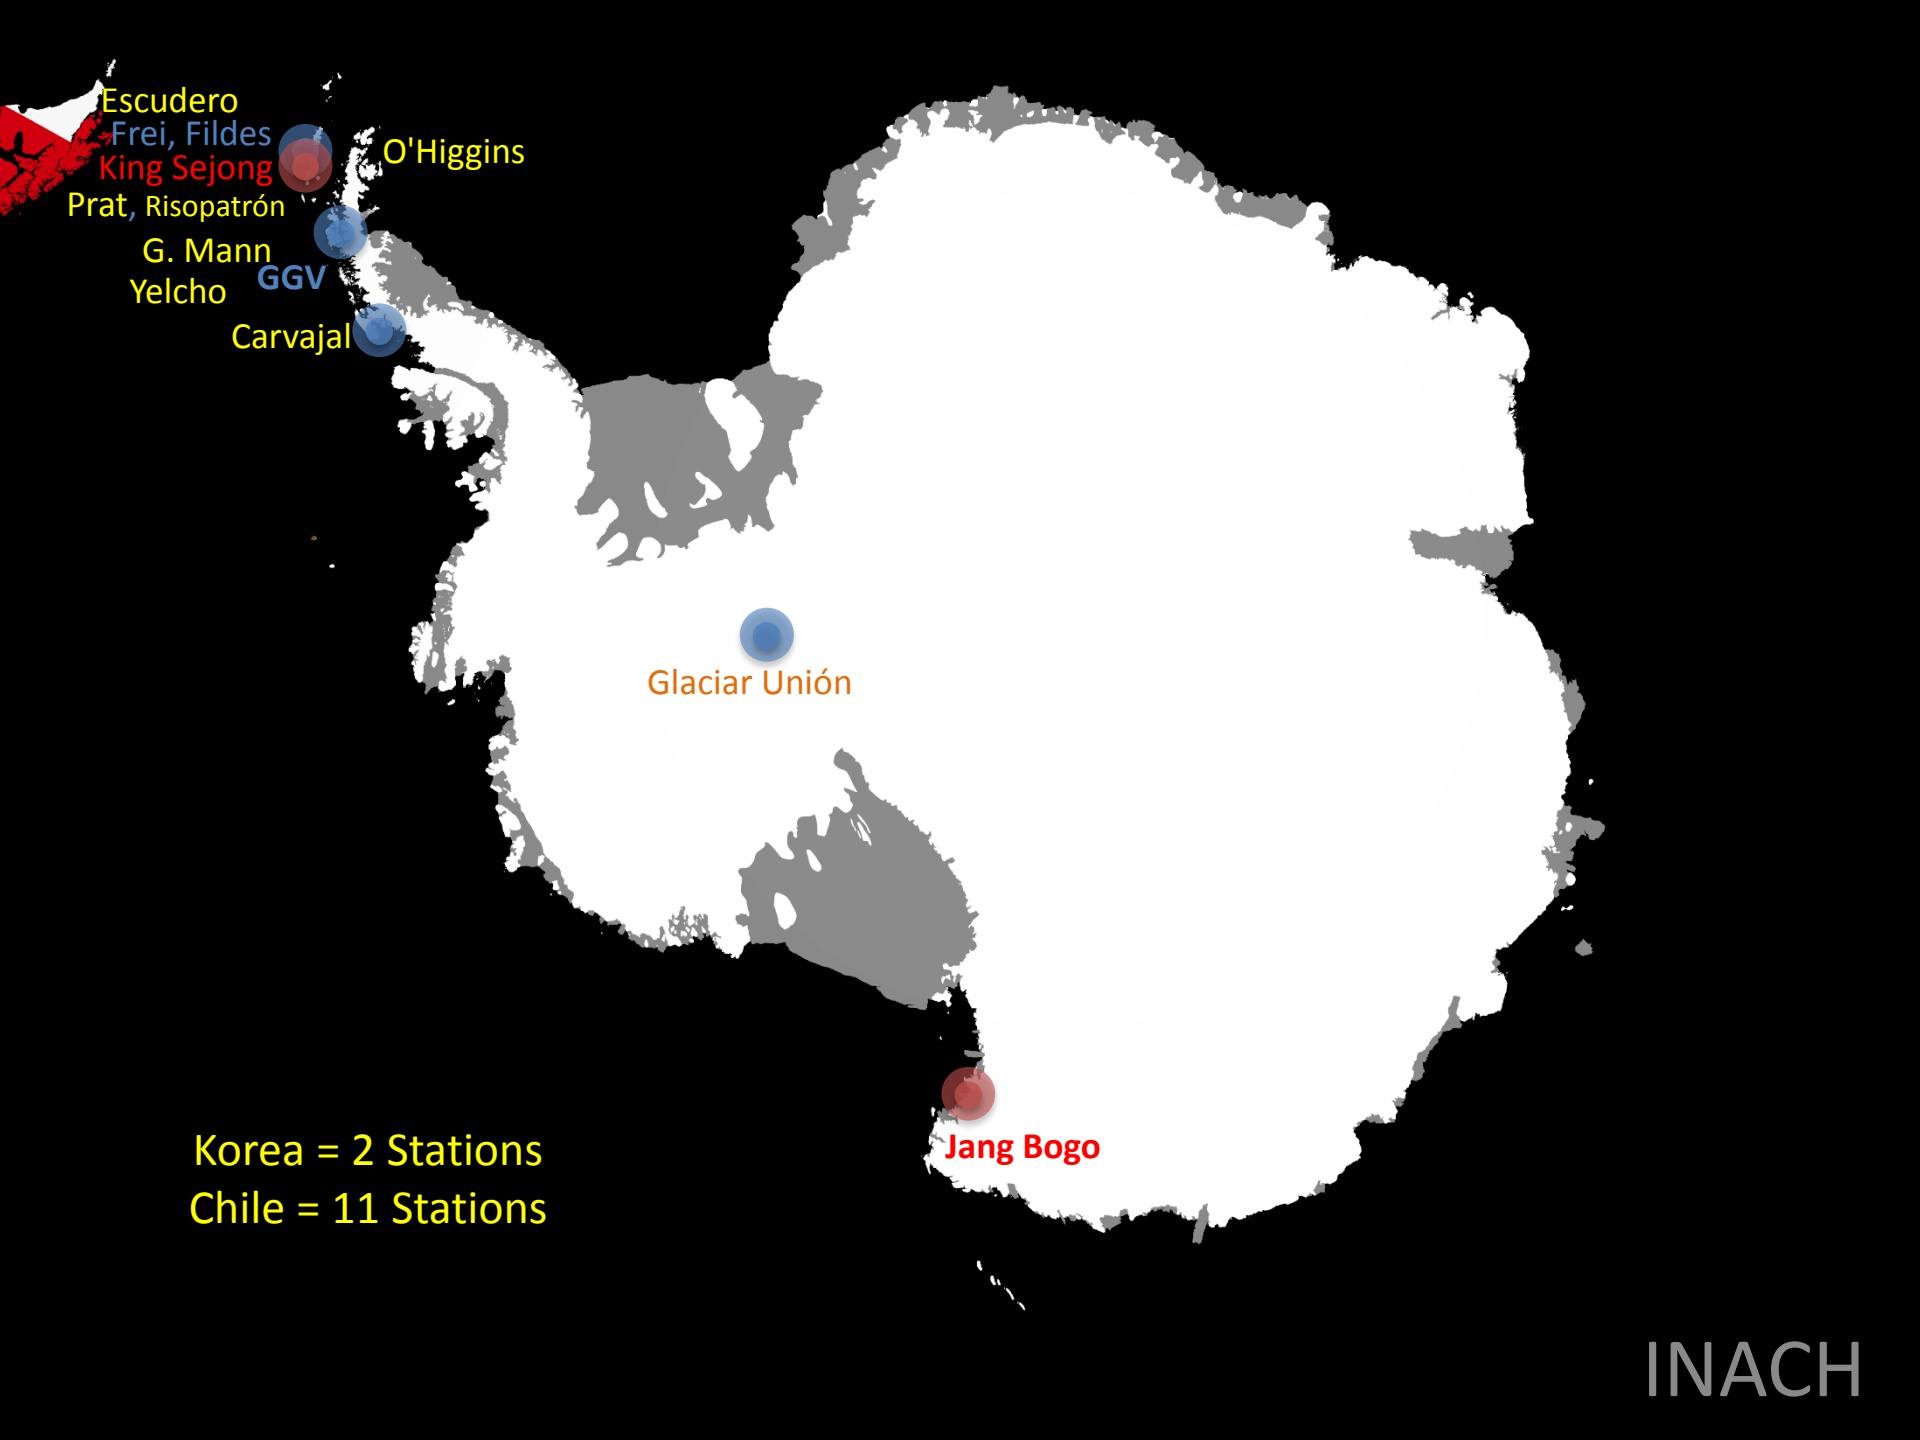 Escudero
Frei, Fildes
King Sejong
O'Higgins
Prat, Risopatrón
G. Mann
GGV
Yelcho
Carvajal
Glaciar Unión
Jang Bogo
Korea = 2 Stations
Chile = 11 Stations
INACH